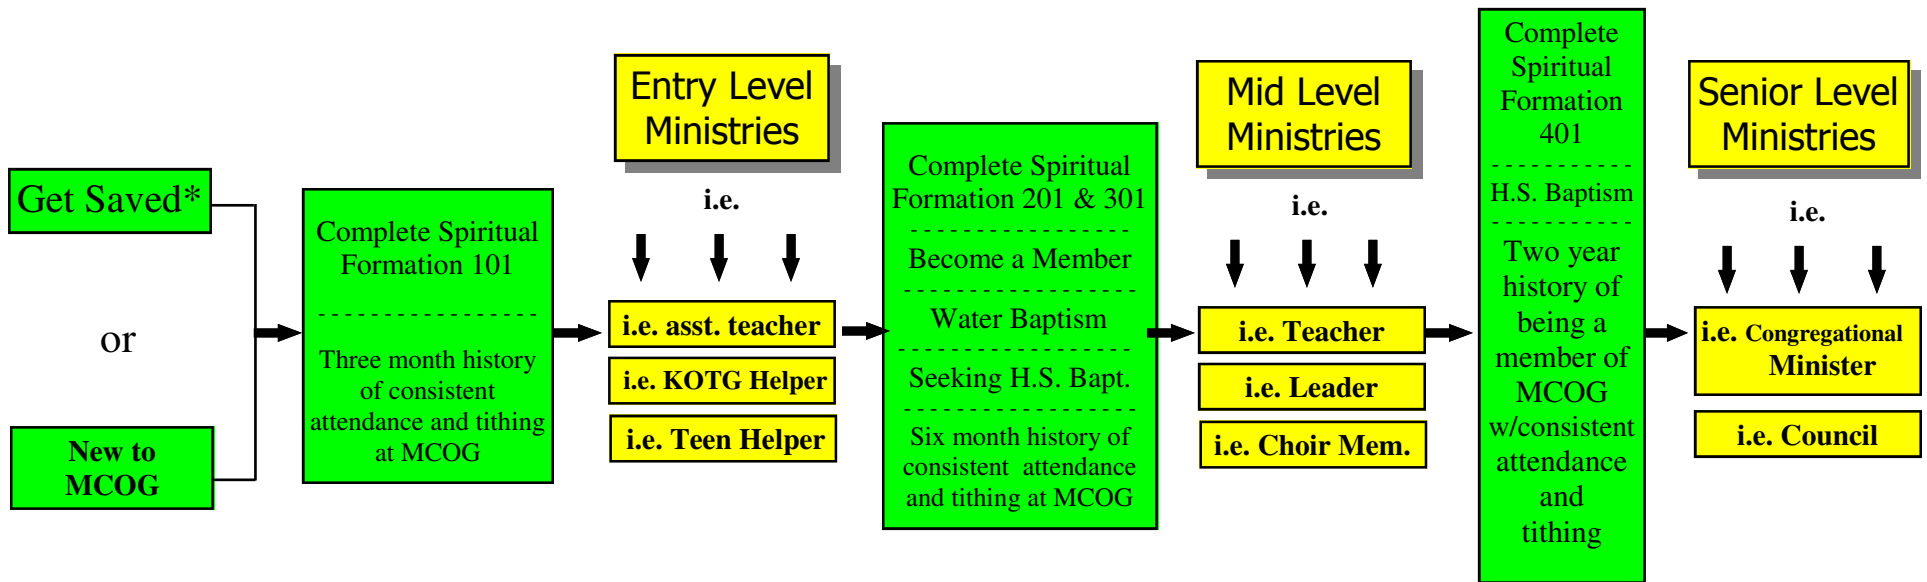 Get Saved*
or
New to
MCOG
Complete Spiritual
Formation 101
- - - - - - - - - - - - - - - -
Three month history
of consistent
attendance and tithing
at MCOG
Entry Level
Ministries
i.e.
i.e. asst. teacher
i.e. KOTG Helper
i.e. Teen Helper
Complete Spiritual
Formation 201 & 301
- - - - - - - - - - - - - - - -
Become a Member
- - - - - - - - - - - - - - - - -
Water Baptism
- - - - - - - - - - - - - - - - -
Seeking H.S. Bapt.
- - - - - - - - - - - - - - - - -
Six month history of
consistent attendance
and tithing at MCOG
Mid Level
Ministries
i.e.
i.e. Teacher
i.e. Leader
i.e. Choir Mem.
Complete
Spiritual
Formation
401
- - - - - - - - - -
H.S. Baptism
- - - - - - - - - -
Two year
history of
being a
member of
MCOG
w/consistent
attendance
and
tithing
Senior Level
Ministries
i.e.
i.e. Congregational
Minister
i.e. Council